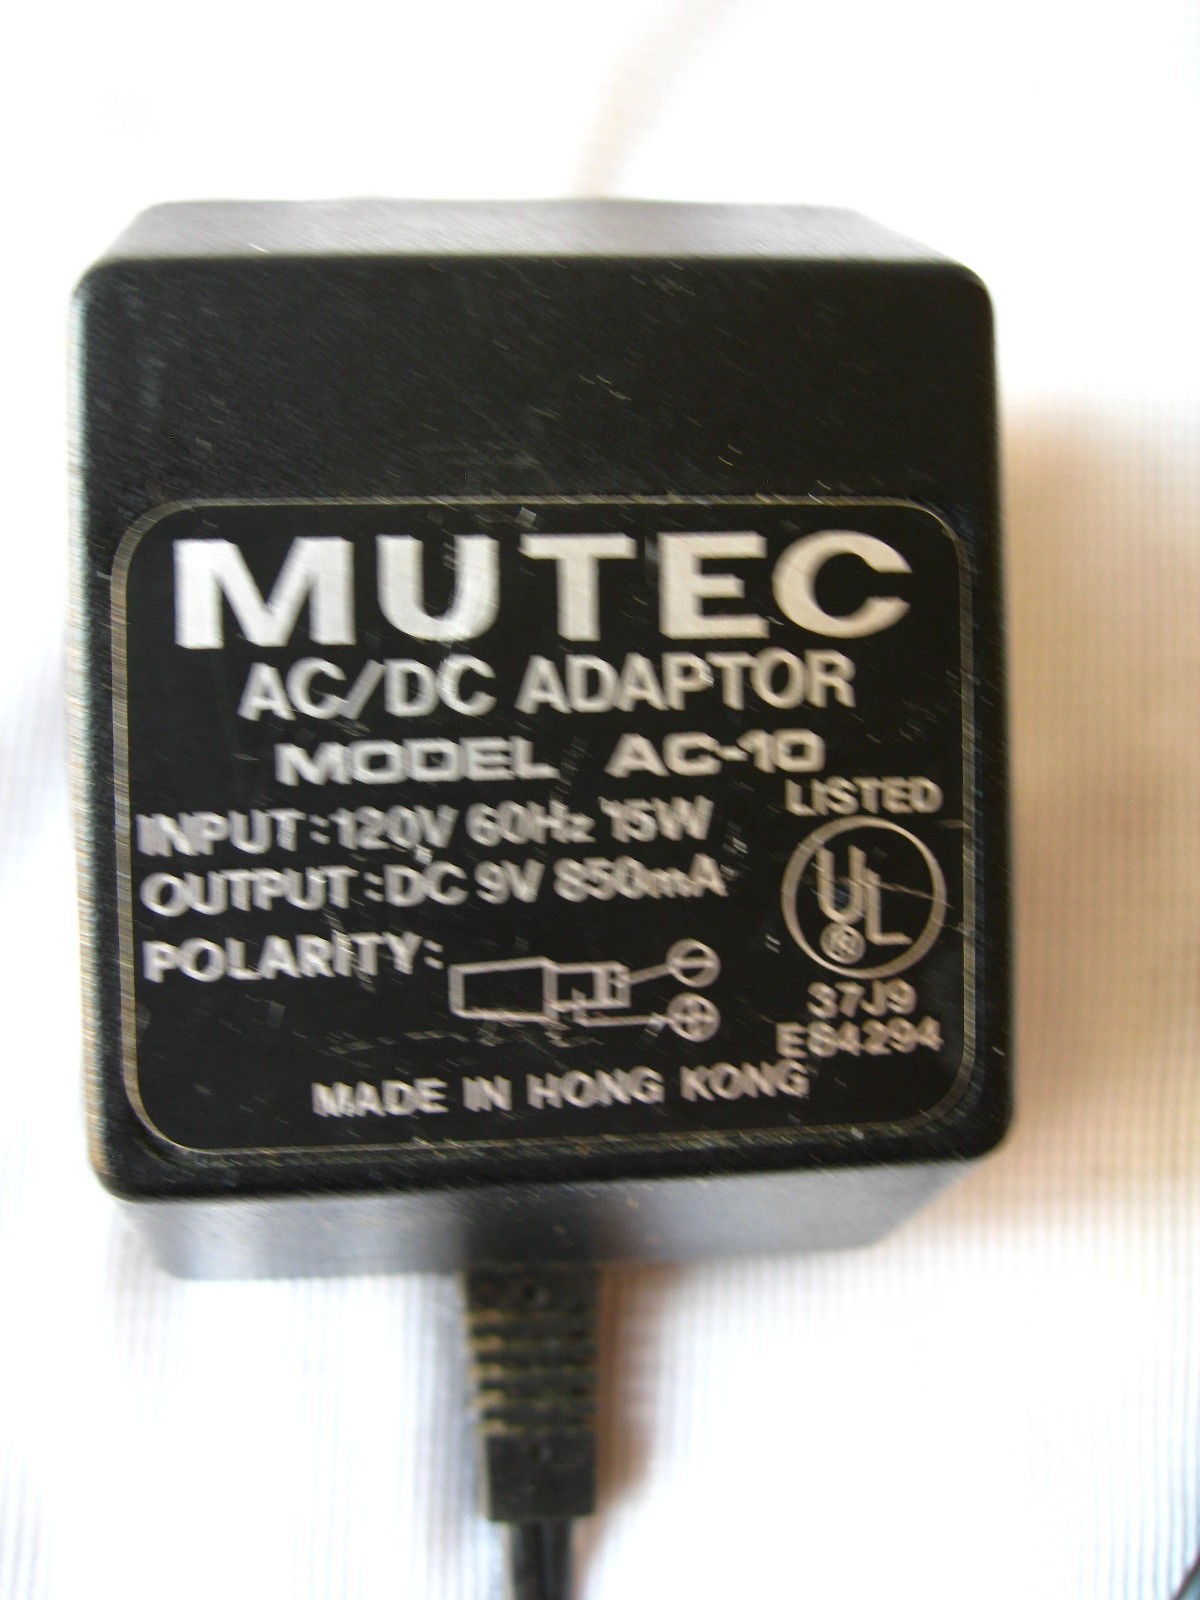 MUTEC
AC/DC ADAPTOR
MODEL AC-10
INPUT: 120V 60Hz 15W
OUTPUT: DC 9V 850mA
POLARITY:
LISTED
UL
®
37J9
E84294
MADE IN HONG KONG